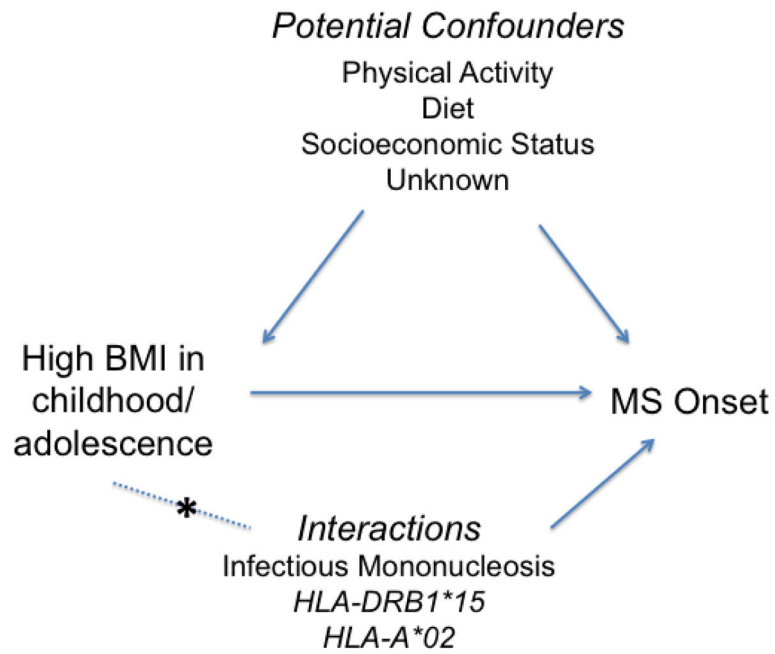 Potential Confounders
Physical Activity
Diet
Socioeconomic Status
Unknown
High BMI in
childhood/
adolescence
MS Onset
*
Interactions
Infectious Mononucleosis
HLA-DRB1*15
HLA-A*02